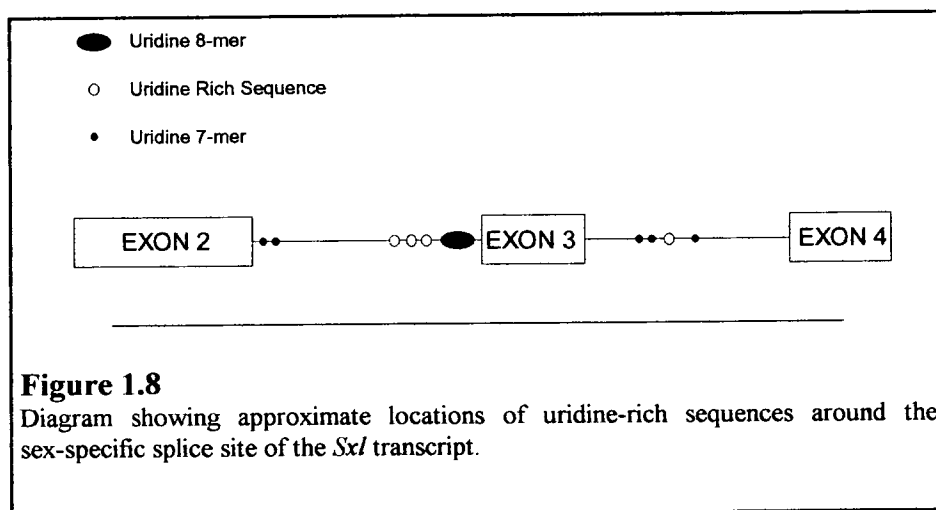 Uridine 8-mer
Uridine Rich Sequence
Uridine 7-mer
EXON 2
EXON 3
EXON 4
Figure 1.8
Diagram showing approximate locations of uridine-rich sequences around the
sex-specific splice site of the Sxl transcript.